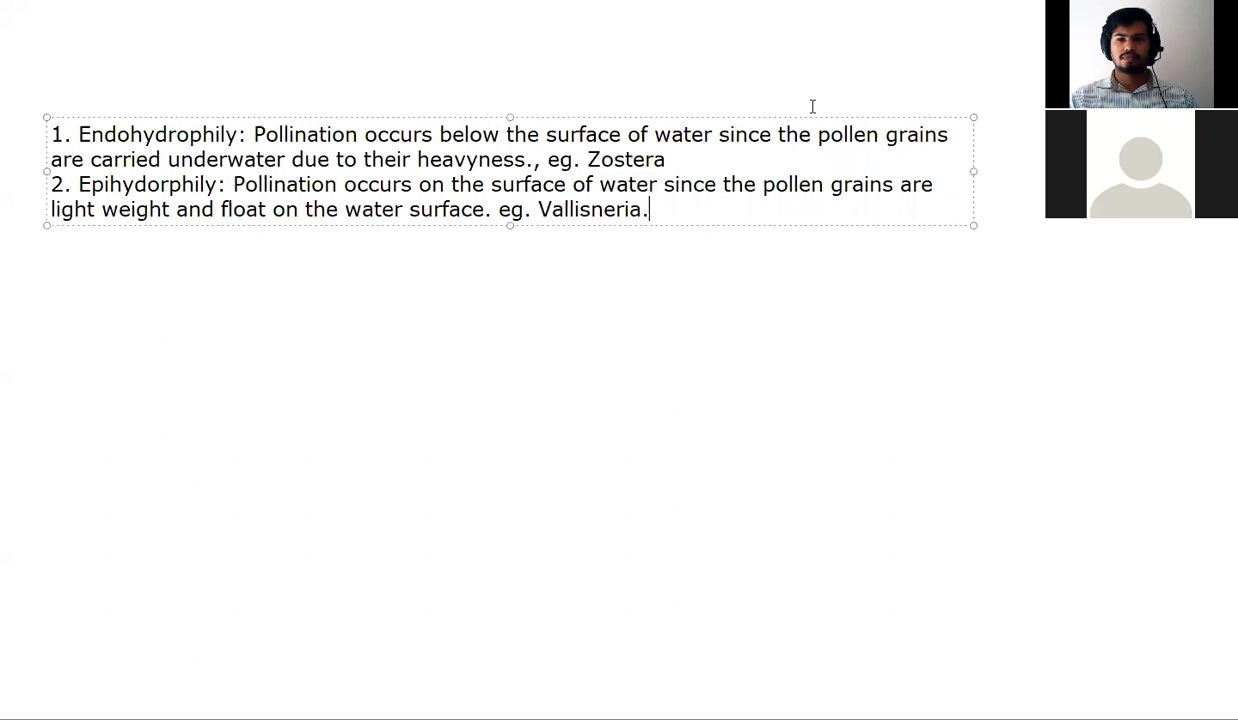 1. Endohydrophily: Pollination occurs below the surface of water since the pollen grains
are carried underwater due to their heavyness., eg. Zostera
2. Epihydorphily: Pollination occurs on the surface of water since the pollen grains are
light weight and float on the water surface. eg. Vallisneria.